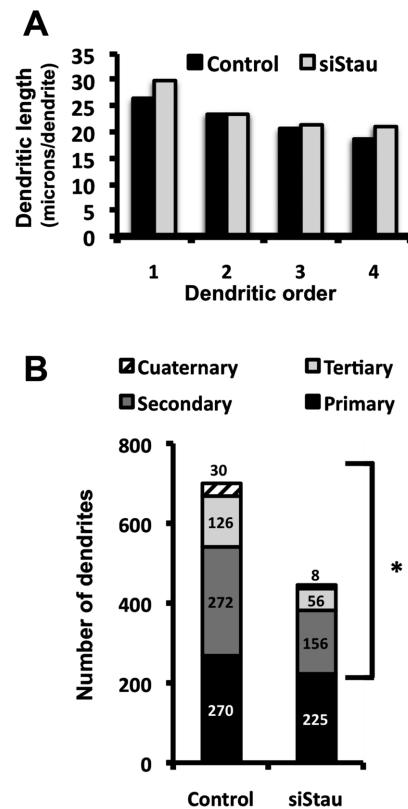 A
Control siStau
Dendritic length
(microns/dendrite)
35
30
25
20
15
10
5
0
1 2 3 4
Dendritic order
B
Cuaternary Tertiary
Secondary Primary
Number of dendrites
800
600
400
200
0
30
126
272
270
8
56
156
225
*
Control siStau